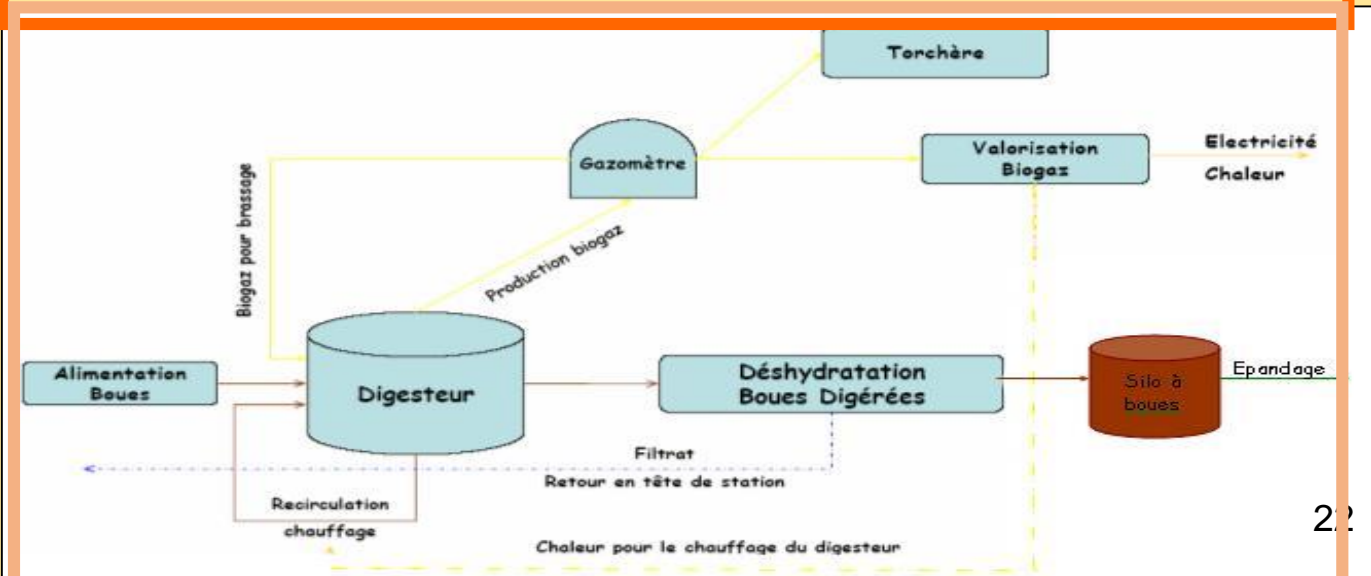 Torchère
Gazomètre
Valorisation
Biogaz
Electricité
Chaleur
Biogaz pour brassage
Production biogaz
Alimentation
Boues
Digesteur
Déshydratation
Boues Digérées
Silo à
boues
Epandage
Filtrat
Retour en tête de station
Recirculation
chauffage
Chaleur pour le chauffage du digesteur
22